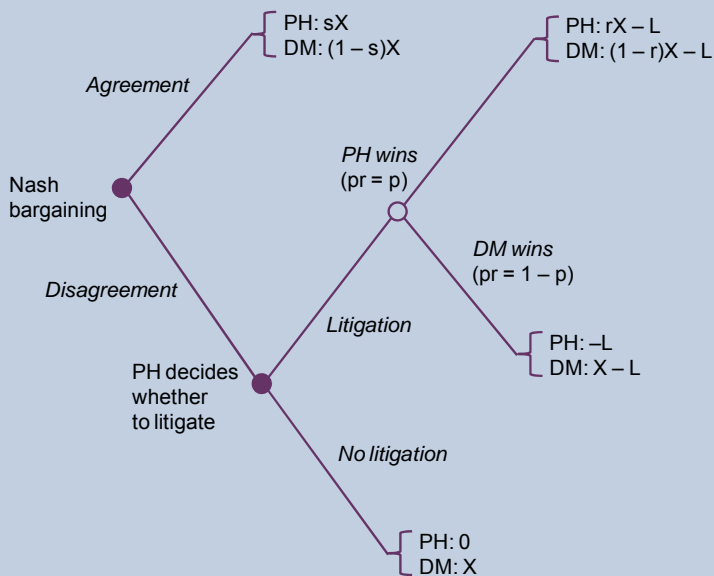 PH: sX
DM: (1 – s)X
Agreement
Nash
bargaining
Disagreement
PH decides
whether
to litigate
Litigation
PH wins
(pr = p)
PH: rX – L
DM: (1 – r)X – L
DM wins
(pr = 1 – p)
PH: –L
DM: X – L
No litigation
PH: 0
DM: X